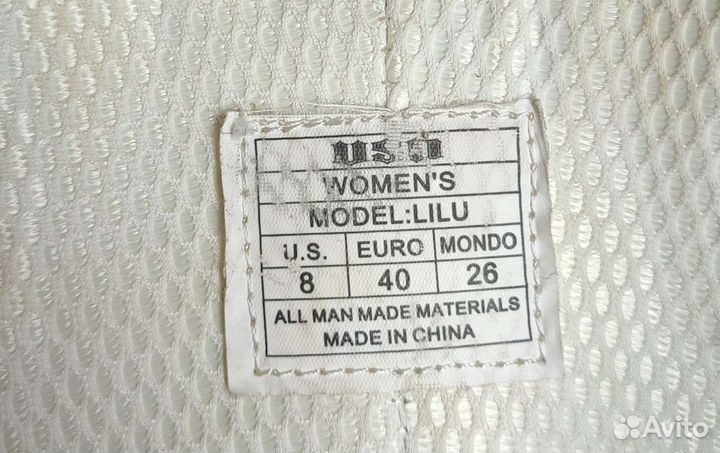 WOMEN'S
MODEL:LILU
U.S. EURO MONDO
8 40 26
ALL MAN MADE MATERIALS
MADE IN CHINA
Avito